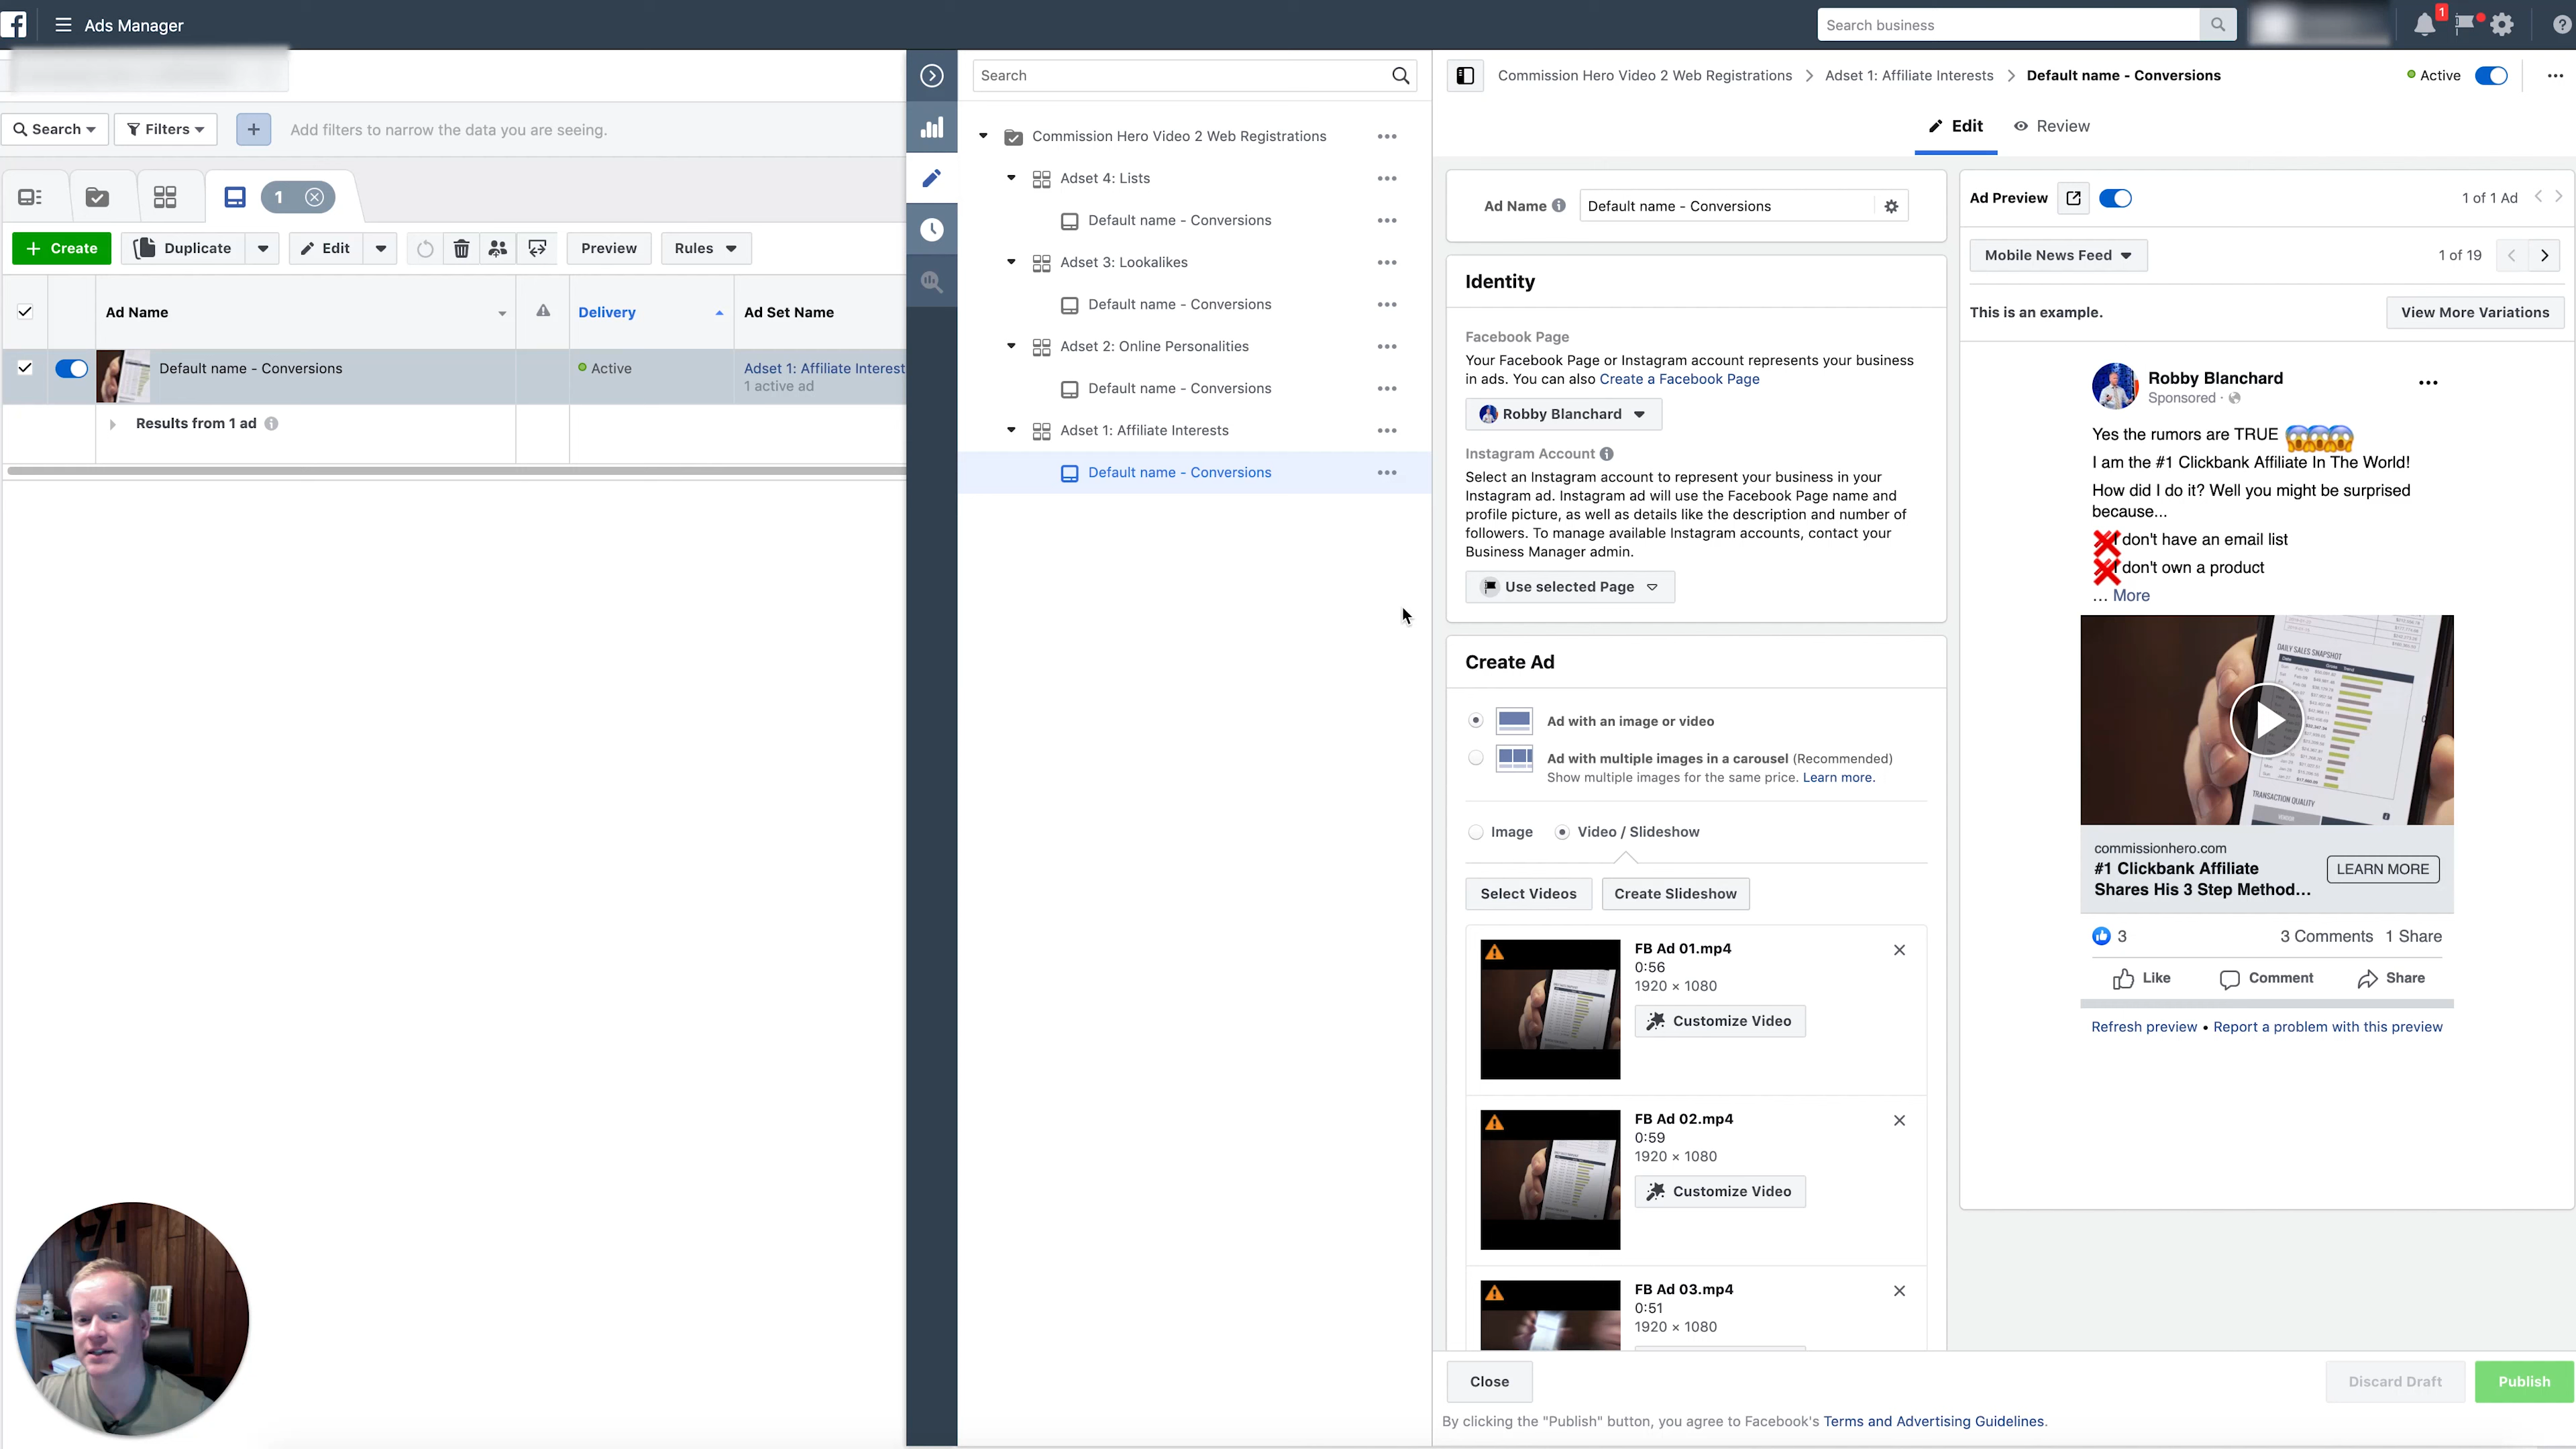 Ads Manager
Search business
1
Search
Filters
Add filters to narrow the data you are seeing.
1
Create
Duplicate
Edit
Preview
Rules
Ad Name
Delivery
Ad Set Name
Default name - Conversions
Active
Adset 1: Affiliate Interest
1 active ad
Results from 1 ad
Search
Commission Hero Video 2 Web Registrations
Adset 4: Lists
Default name - Conversions
Adset 3: Lookalikes
Default name - Conversions
Adset 2: Online Personalities
Default name - Conversions
Adset 1: Affiliate Interests
Default name - Conversions
Commission Hero Video 2 Web Registrations
Adset 1: Affiliate Interests
Default name - Conversions
Active
Edit
Review
Ad Name
Default name - Conversions
Identity
Facebook Page
Your Facebook Page or Instagram account represents your business
in ads. You can also Create a Facebook Page
Robby Blanchard
Instagram Account
Select an Instagram account to represent your business in your
Instagram ad. Instagram ad will use the Facebook Page name and
profile picture, as well as details like the description and number of
followers. To manage available Instagram accounts, contact your
Business Manager admin.
Use selected Page
Create Ad
Ad with an image or video
Ad with multiple images in a carousel (Recommended)
Show multiple images for the same price. Learn more.
Image
Video / Slideshow
Select Videos
Create Slideshow
FB Ad 01.mp4
0:56
1920 × 1080
Customize Video
FB Ad 02.mp4
0:59
1920 × 1080
Customize Video
FB Ad 03.mp4
0:51
1920 × 1080
Ad Preview
1 of 1 Ad
Mobile News Feed
1 of 19
This is an example.
View More Variations
Robby Blanchard
Sponsored ·
Yes the rumors are TRUE
I am the #1 Clickbank Affiliate In The World!
How did I do it? Well you might be surprised
because...
I don't have an email list
I don't own a product
... More
DAILY SALES SNAPSHOT
TRANSACTION QUALITY
commissionhero.com
#1 Clickbank Affiliate
Shares His 3 Step Method...
LEARN MORE
3
3 Comments 1 Share
Like
Comment
Share
Refresh preview • Report a problem with this preview
Close
Discard Draft
Publish
By clicking the "Publish" button, you agree to Facebook's Terms and Advertising Guidelines.